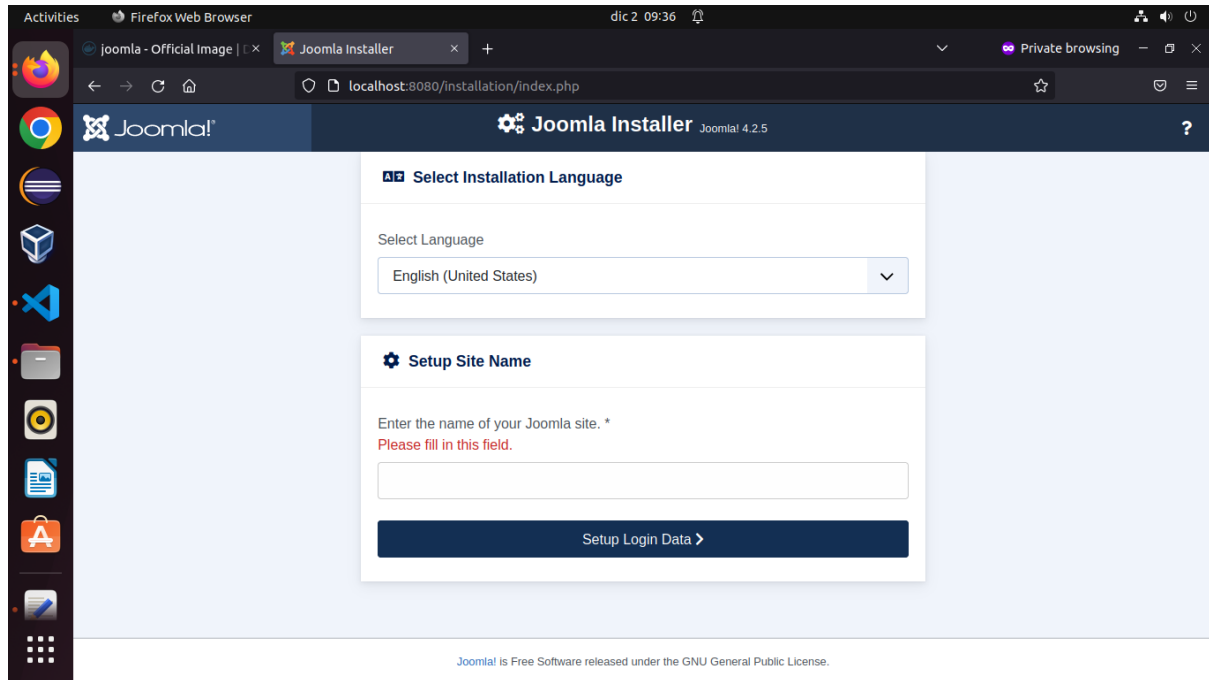 Activities Firefox Web Browser dic 2 09:36
joomla - Official Image | Joomla Installer Private browsing
localhost:8080/installation/index.php
Joomla!® Joomla Installer Joomla! 4.2.5 ?
Select Installation Language
Select Language
English (United States)
Setup Site Name
Enter the name of your Joomla site. *
Please fill in this field.
Setup Login Data
Joomla! is Free Software released under the GNU General Public License.